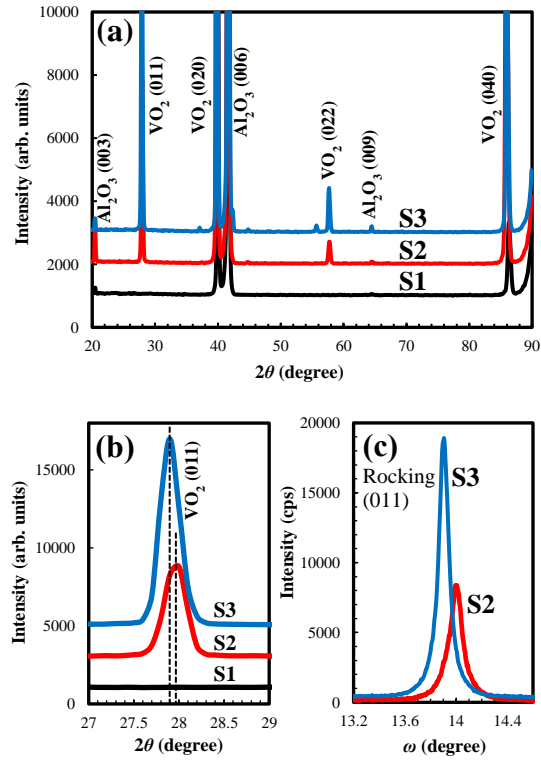 (a)
10000
8000
6000
4000
2000
0
Intensity (arb. units)
Al2O3 (003)
VO2 (011)
VO2 (020)
Al2O3 (006)
VO2 (022)
Al2O3 (009)
VO2 (040)
S3
S2
S1
20 30 40 50 60 70 80 90
2θ (degree)
(b)
15000
10000
5000
0
Intensity (arb. units)
VO2 (011)
S3
S2
S1
27 27.5 28 28.5 29
2θ (degree)
(c)
20000
15000
10000
5000
0
Intensity (cps)
Rocking
(011)
S3
S2
13.2 13.6 14 14.4
ω (degree)